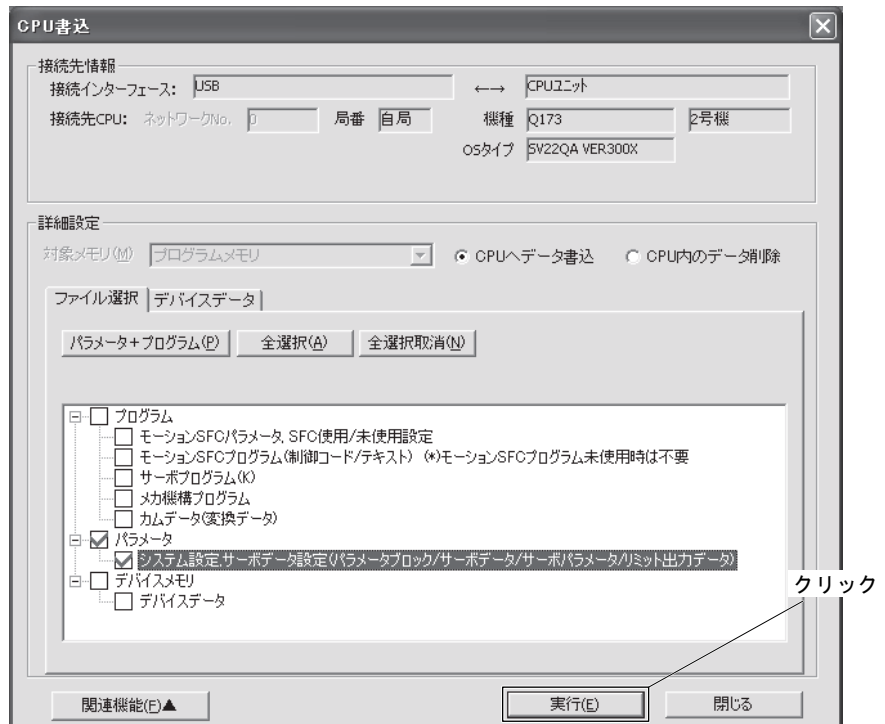 CPU書込
接続先情報
接続インターフェース: USB ←→ CPUユニット
接続先CPU: ネットワークNo. 0 局番 自局 機種 Q173 2号機
OSタイプ SV22QA VER300X
詳細設定
対象メモリ(M) プログラムメモリ CPUへデータ書込 CPU内のデータ削除
ファイル選択 デバイスデータ
パラメータ+プログラム(P) 全選択(A) 全選択取消(N)
プログラム
モーションSFCパラメータ, SFC使用/未使用設定
モーションSFCプログラム(制御コード/テキスト) (*)モーションSFCプログラム未使用時は不要
サーボプログラム(K)
メカ機構プログラム
カムデータ(変換データ)
パラメータ
システム設定,サーボデータ設定(パラメータブロック/サーボデータ/サーボパラメータ/リミット出力データ)
デバイスメモリ
デバイスデータ
クリック
関連機能(F)▲ 実行(E) 閉じる